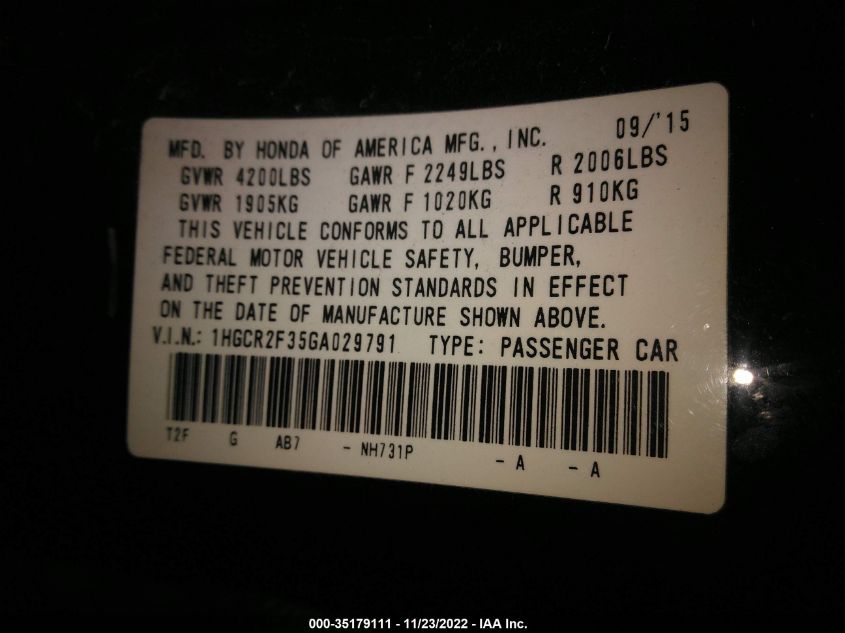 MFD. BY HONDA OF AMERICA MFG., INC. 09/'15
GVWR 4200LBS GAWR F 2249LBS R 2006LBS
GVWR 1905KG GAWR F 1020KG R 910KG
THIS VEHICLE CONFORMS TO ALL APPLICABLE
FEDERAL MOTOR VEHICLE SAFETY, BUMPER,
AND THEFT PREVENTION STANDARDS IN EFFECT
ON THE DATE OF MANUFACTURE SHOWN ABOVE.
V.I.N.: 1HGCR2F35GA029791 TYPE: PASSENGER CAR
T2F G AB7 - NH731P - A - A
000-35179111 - 11/23/2022 - IAA Inc.